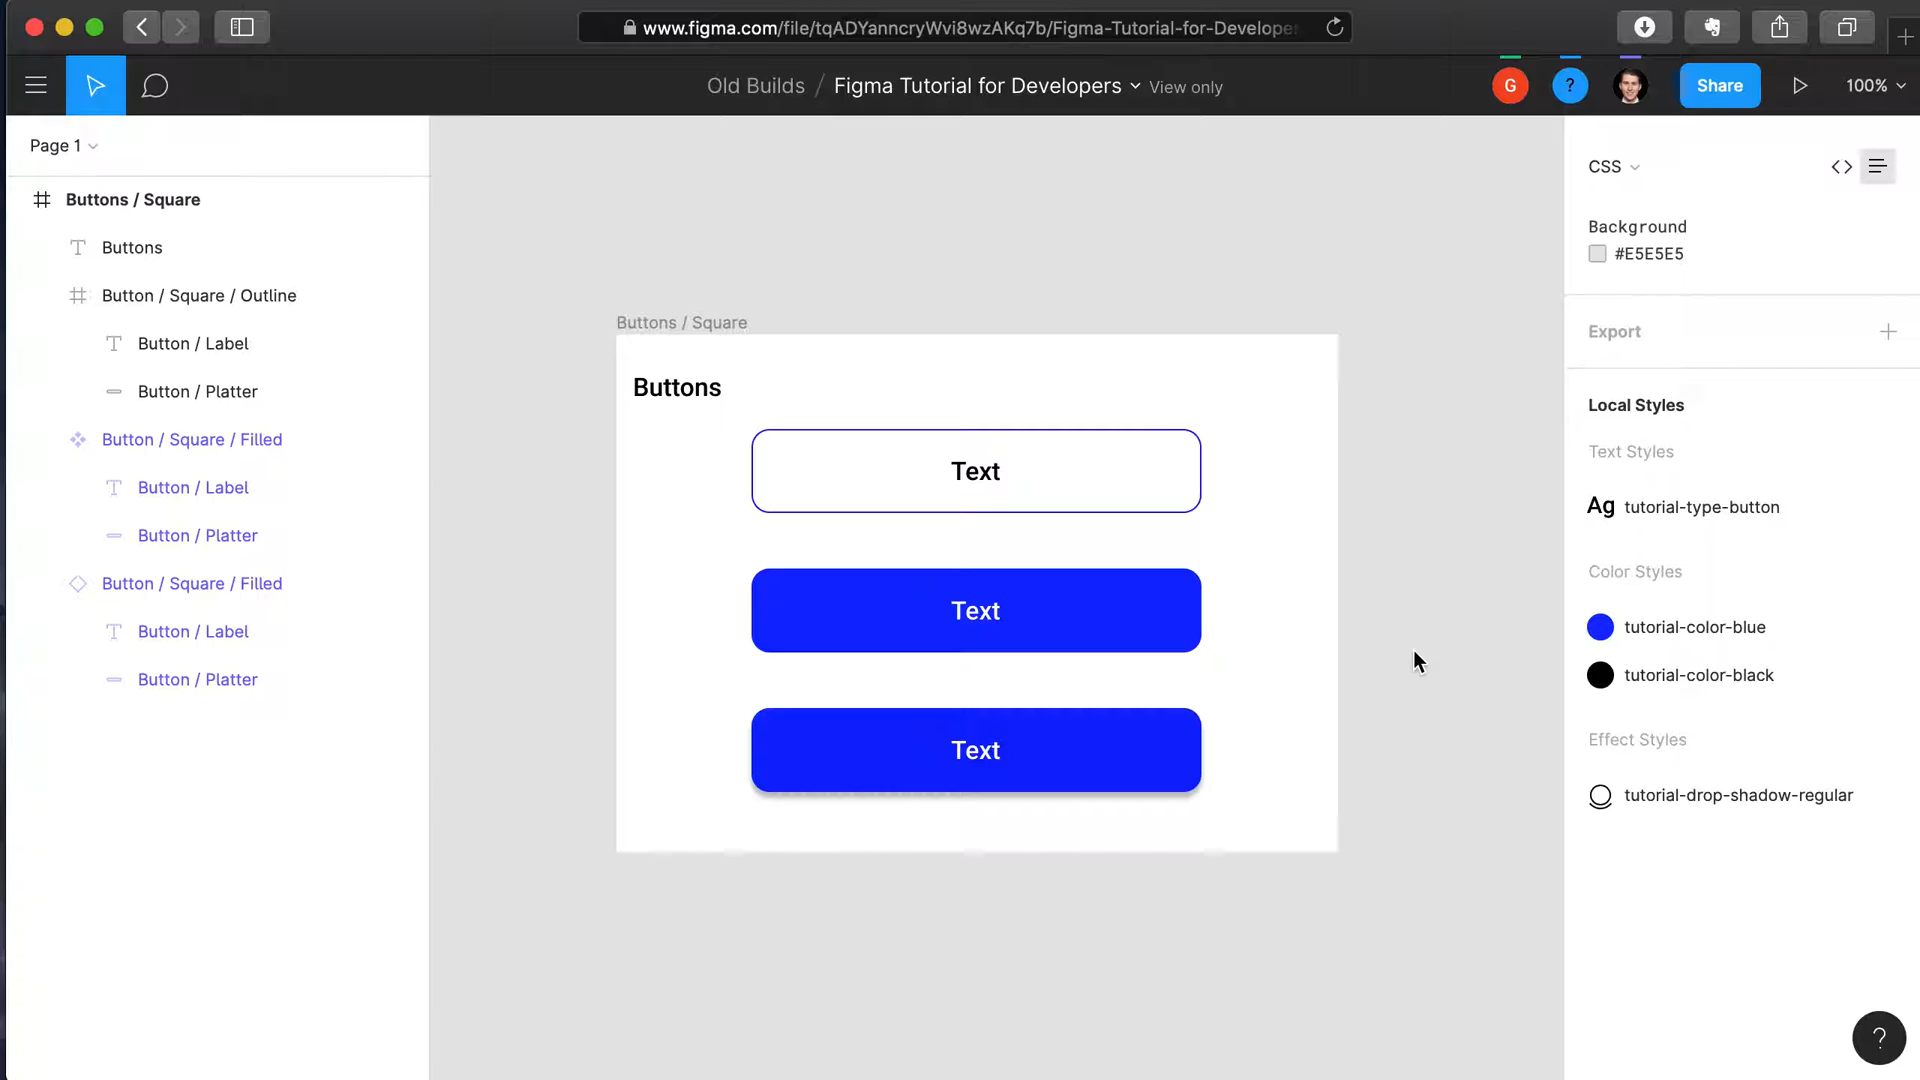 www.figma.com/file/tqADYanncryWvi8wzAKq7b/Figma-Tutorial-for-Develope
Old Builds / Figma Tutorial for Developers View only
G
?
Share
100%
Page 1
Buttons / Square
Buttons
Button / Square / Outline
Button / Label
Button / Platter
Button / Square / Filled
Button / Label
Button / Platter
Button / Square / Filled
Button / Label
Button / Platter
Buttons / Square
Buttons
Text
Text
Text
CSS
Background
#E5E5E5
Export
Local Styles
Text Styles
Ag tutorial-type-button
Color Styles
tutorial-color-blue
tutorial-color-black
Effect Styles
tutorial-drop-shadow-regular
?